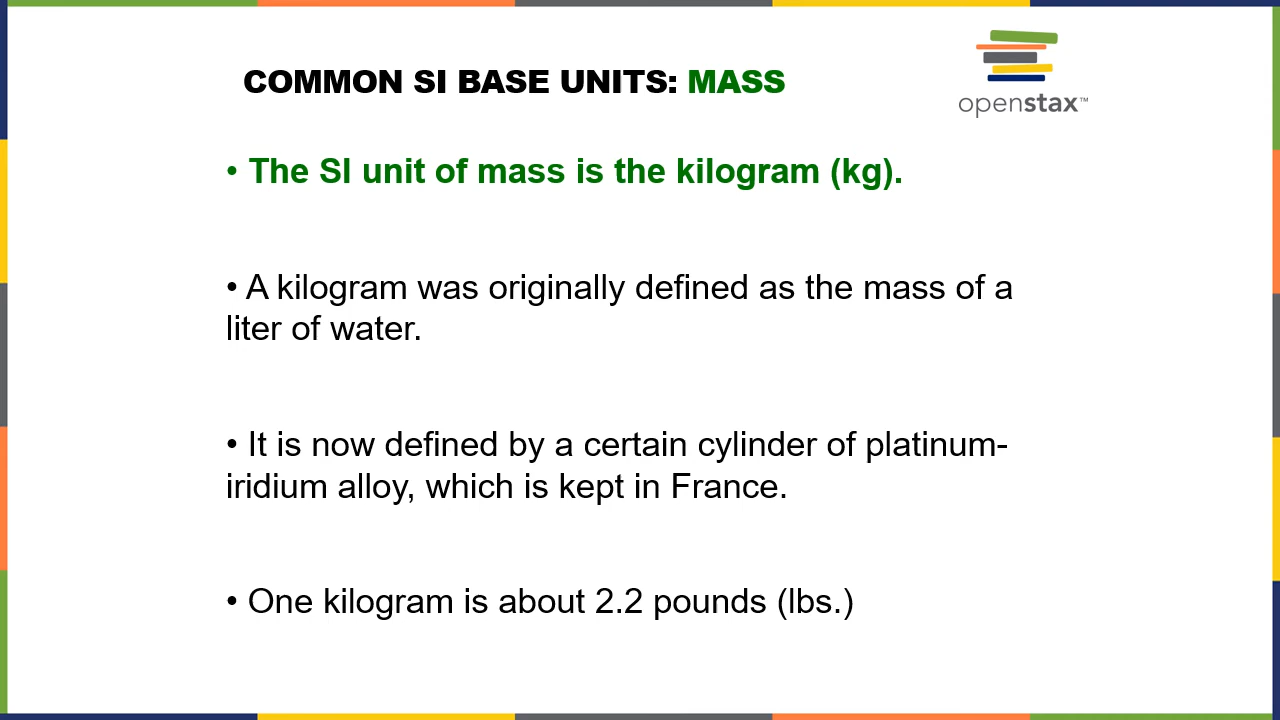 COMMON SI BASE UNITS: MASS
openstax™
• The SI unit of mass is the kilogram (kg).
• A kilogram was originally defined as the mass of a
liter of water.
• It is now defined by a certain cylinder of platinum-
iridium alloy, which is kept in France.
• One kilogram is about 2.2 pounds (lbs.)